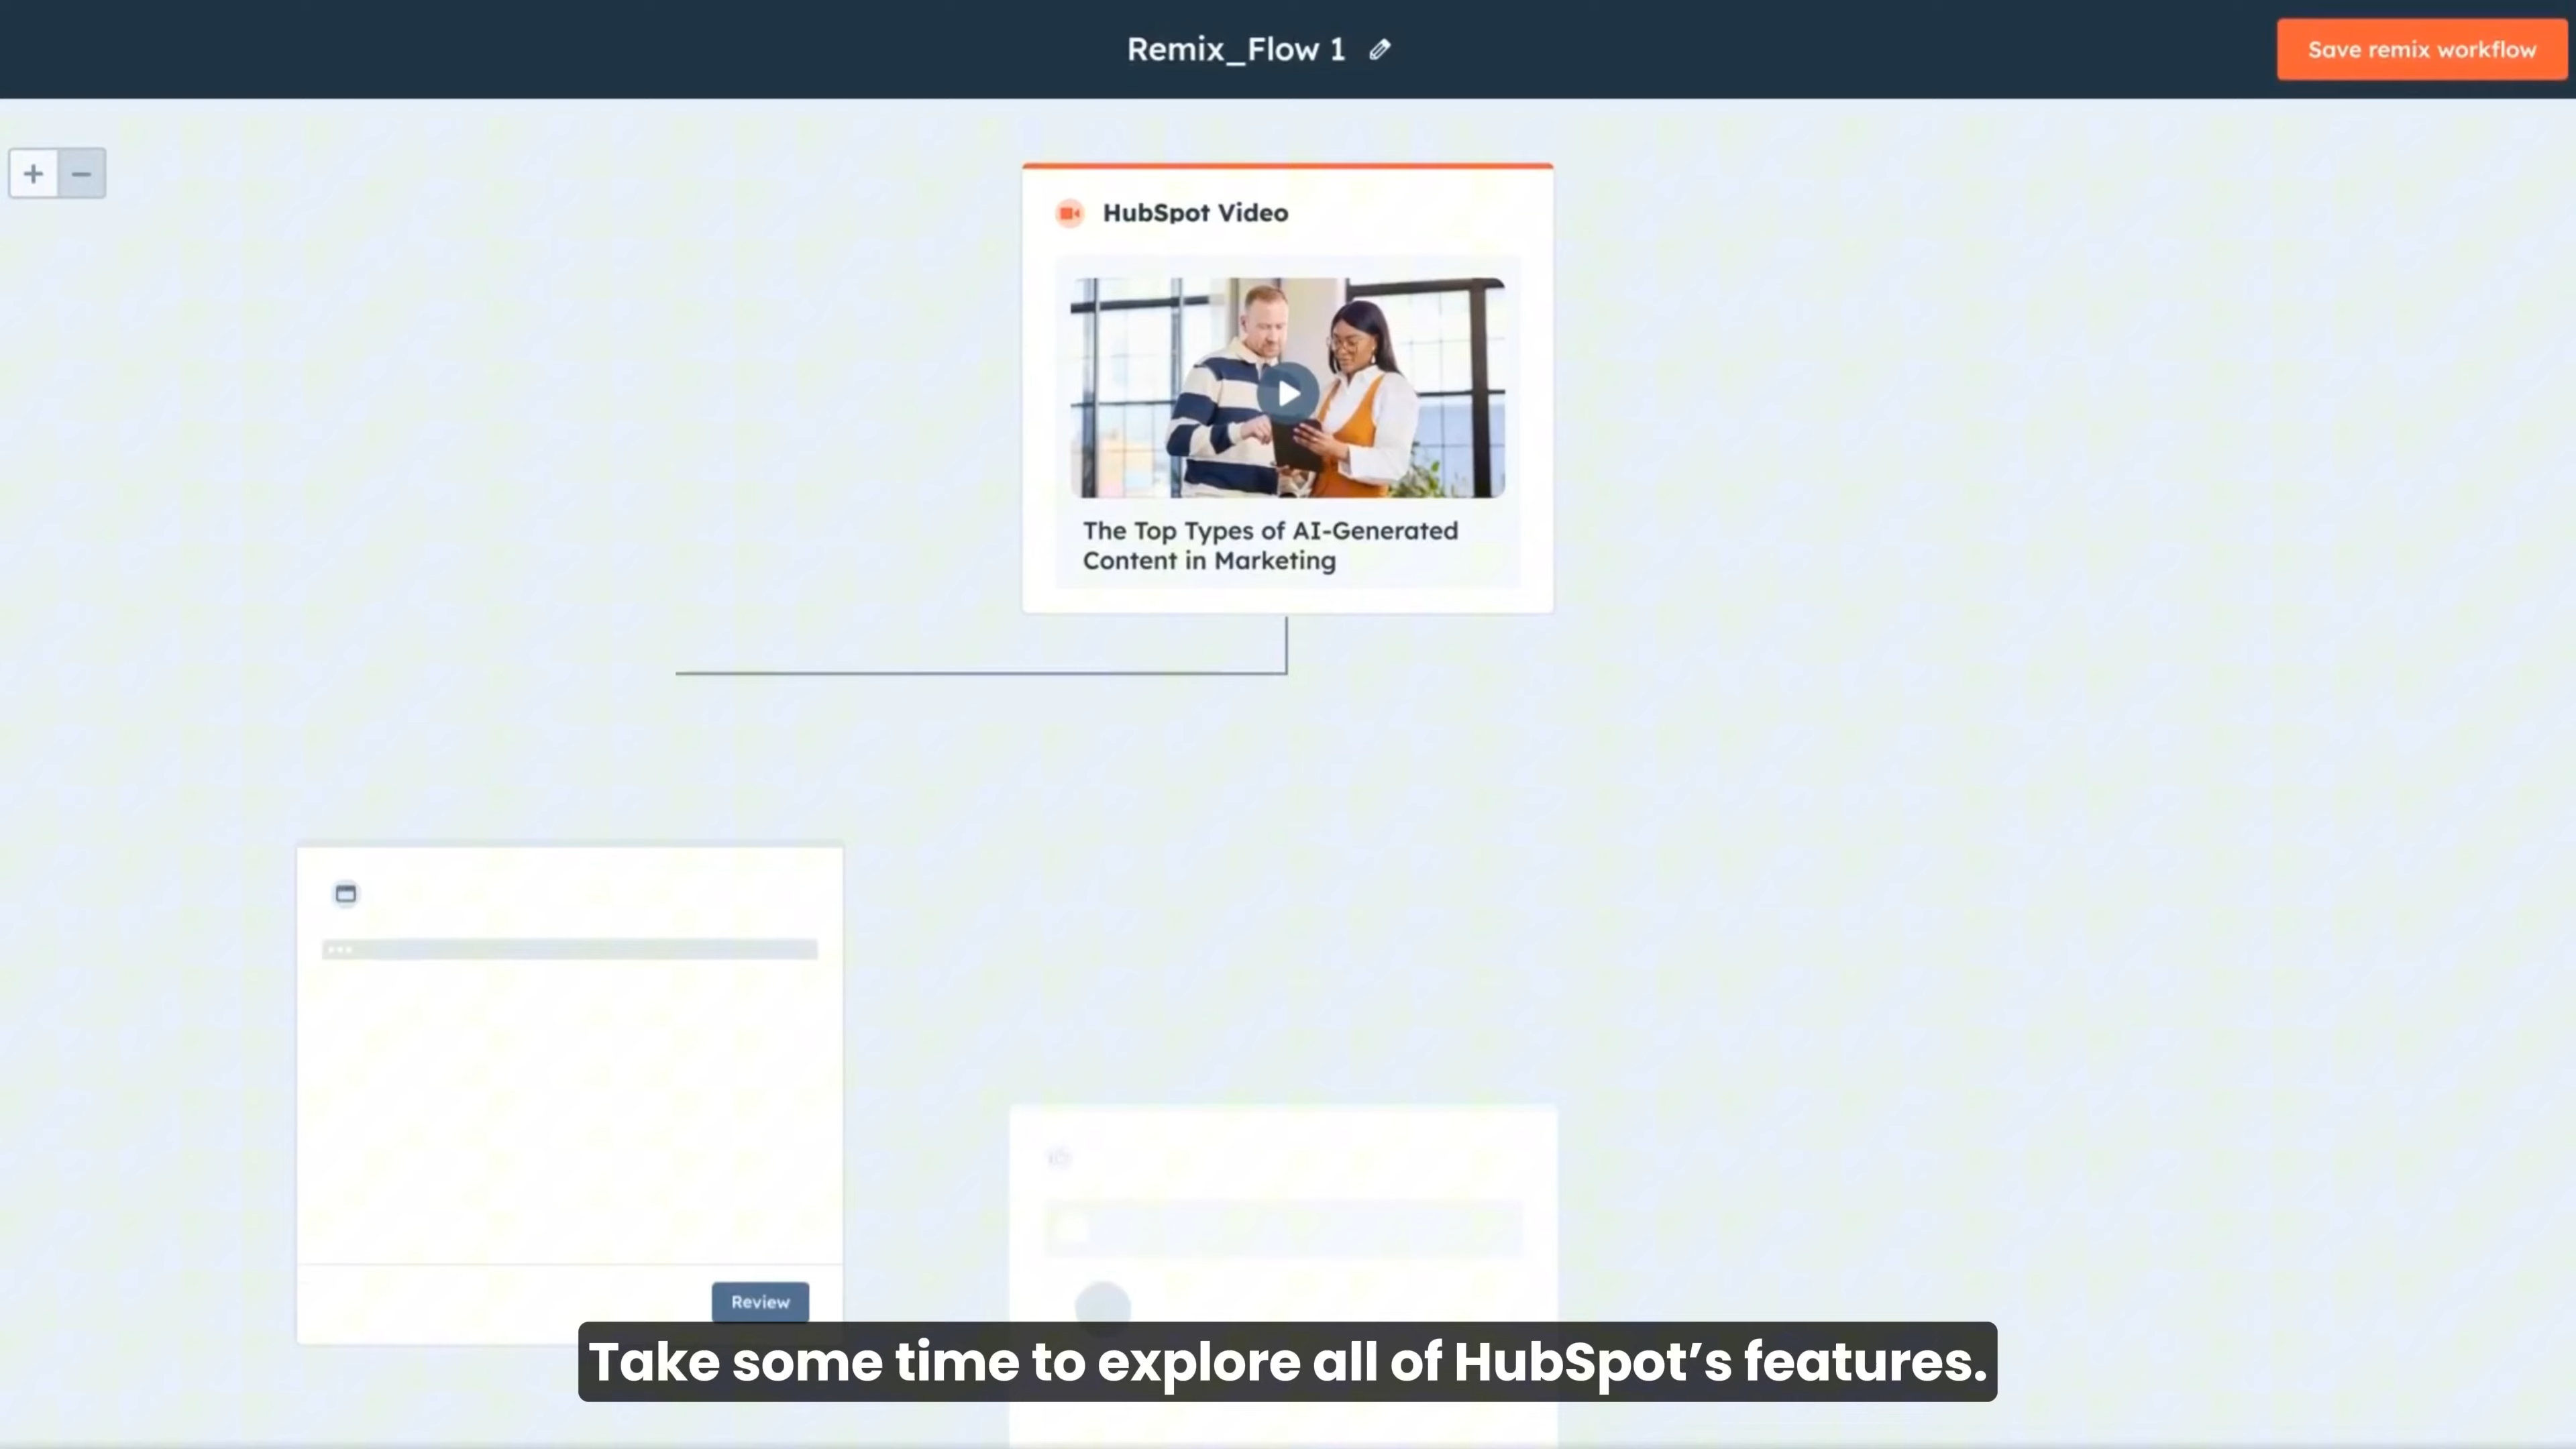 Remix_Flow 1
Save remix workflow
HubSpot Video
The Top Types of AI-Generated
Content in Marketing
Review
Take some time to explore all of HubSpot’s features.